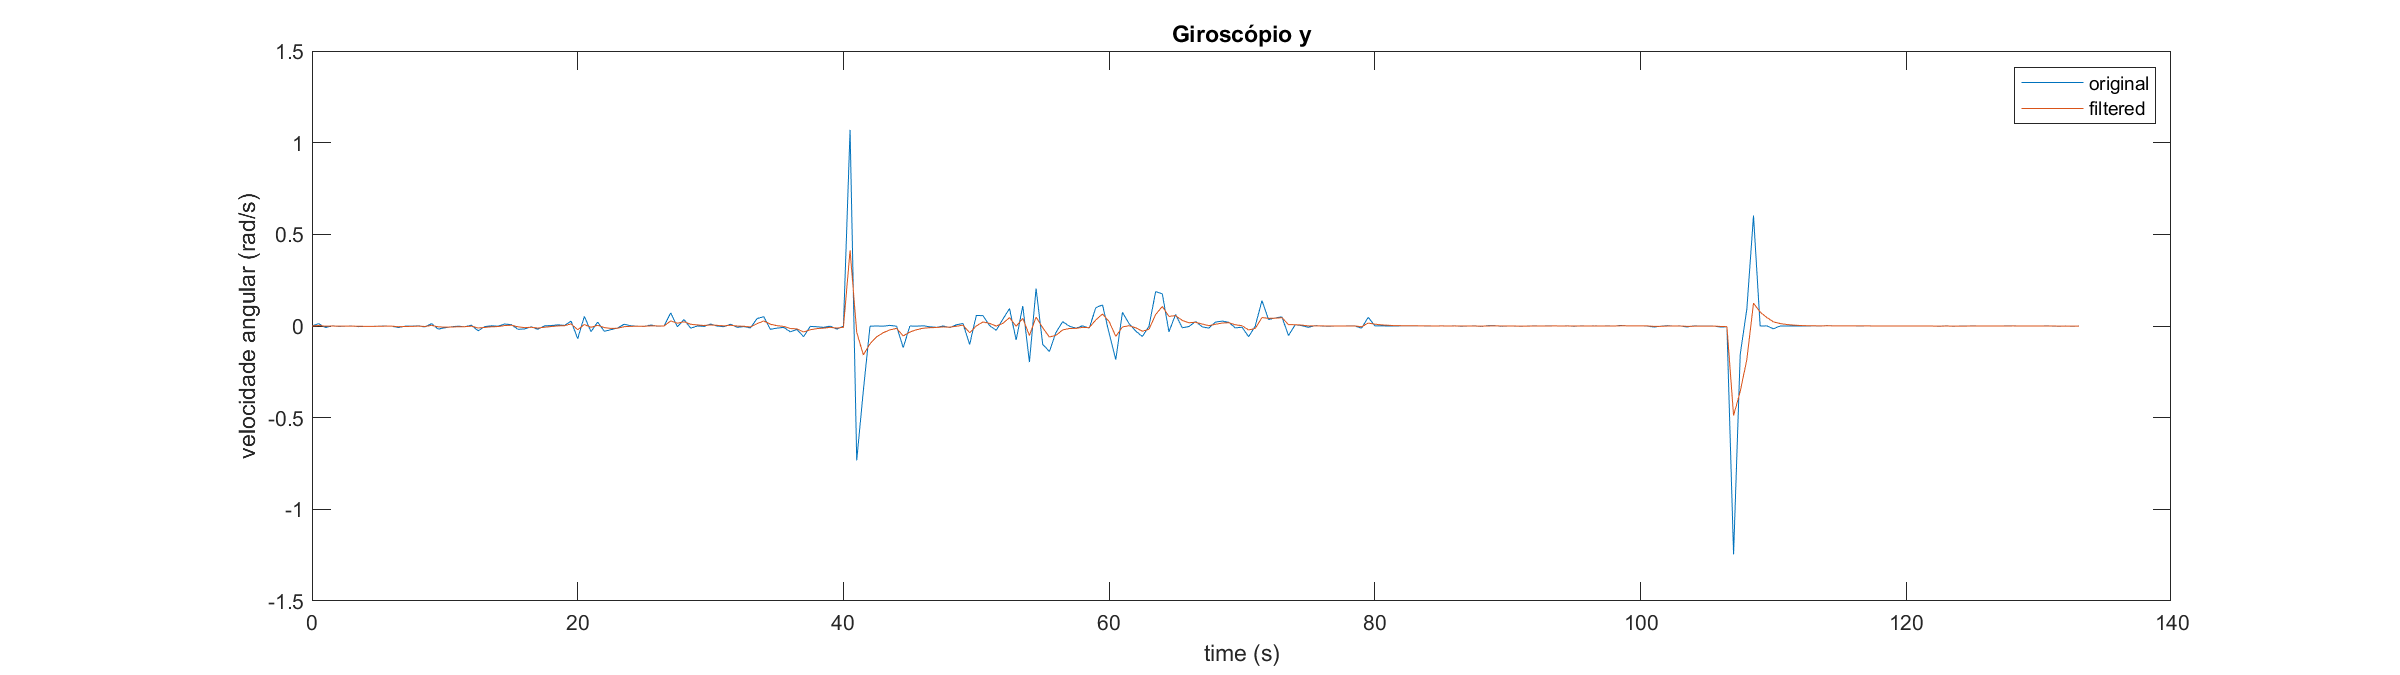 Giroscópio y
original
filtered
velocidade angular (rad/s)
1.5
1
0.5
0
-0.5
-1
-1.5
0 20 40 60 80 100 120 140
time (s)